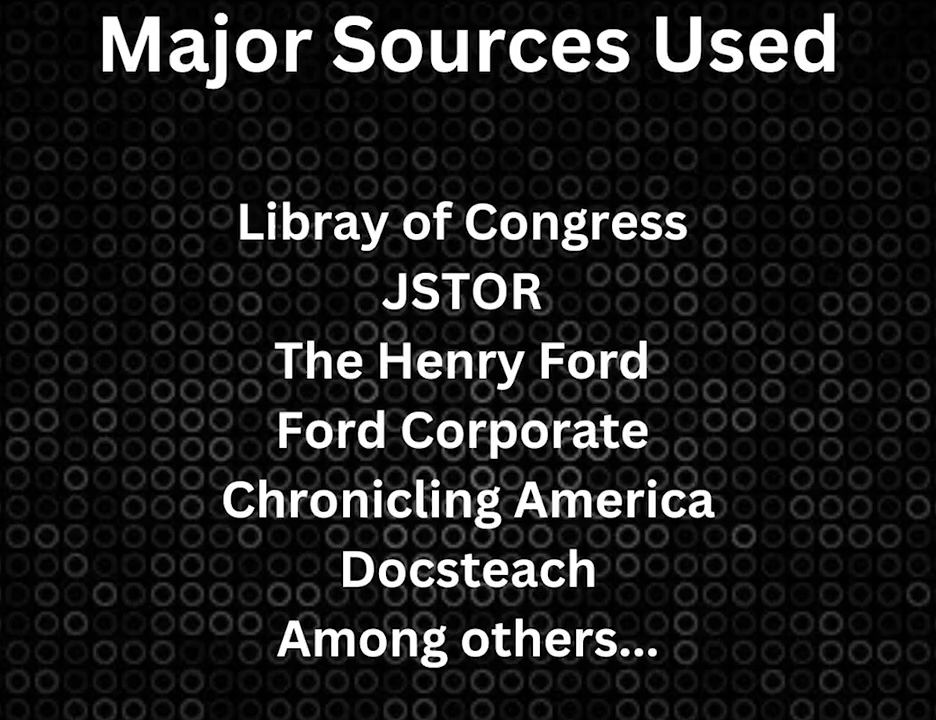 Major Sources Used
Libray of Congress
JSTOR
The Henry Ford
Ford Corporate
Chronicling America
Docsteach
Among others...